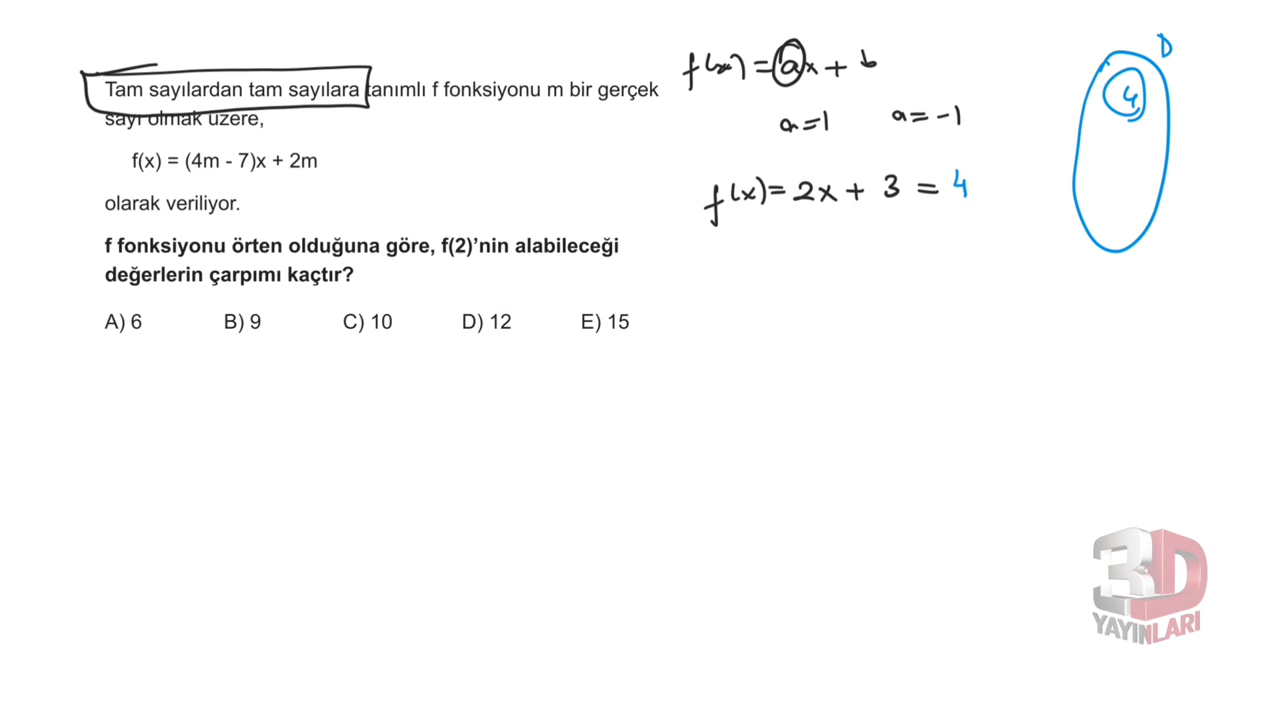 Tam sayılardan tam sayılara tanımlı f fonksiyonu m bir gerçek
sayı olmak üzere,
f(x) = (4m - 7)x + 2m
olarak veriliyor.
f fonksiyonu örten olduğuna göre, f(2)'nin alabileceği
değerlerin çarpımı kaçtır?
A) 6 B) 9 C) 10 D) 12 E) 15
f(x) = ax + b
a=1 a=-1
f(x) = 2x + 3 = 4
D
4
3D
YAYINLARI